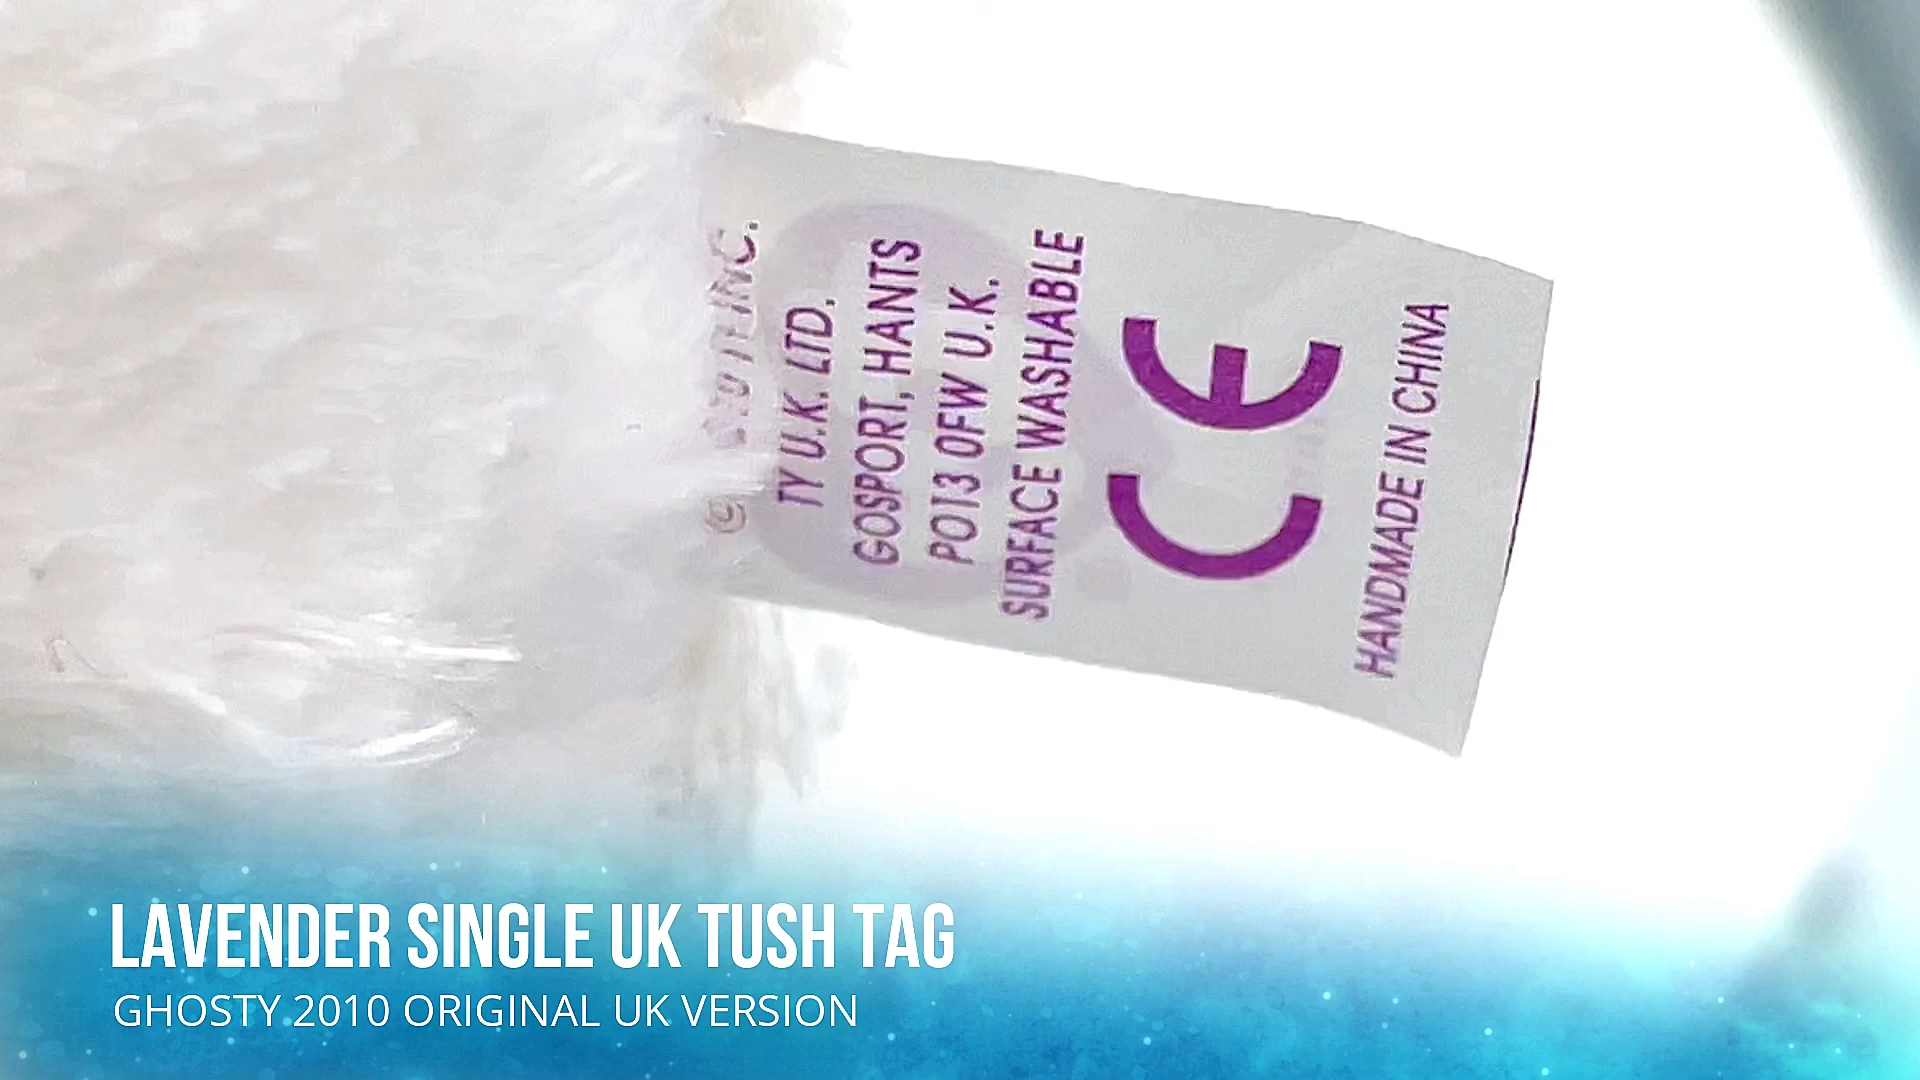 TY U.K. LTD.
GOSPORT, HANTS
PO13 0FW U.K.
SURFACE WASHABLE
CE
HANDMADE IN CHINA
LAVENDER SINGLE UK TUSH TAG
GHOSTY 2010 ORIGINAL UK VERSION